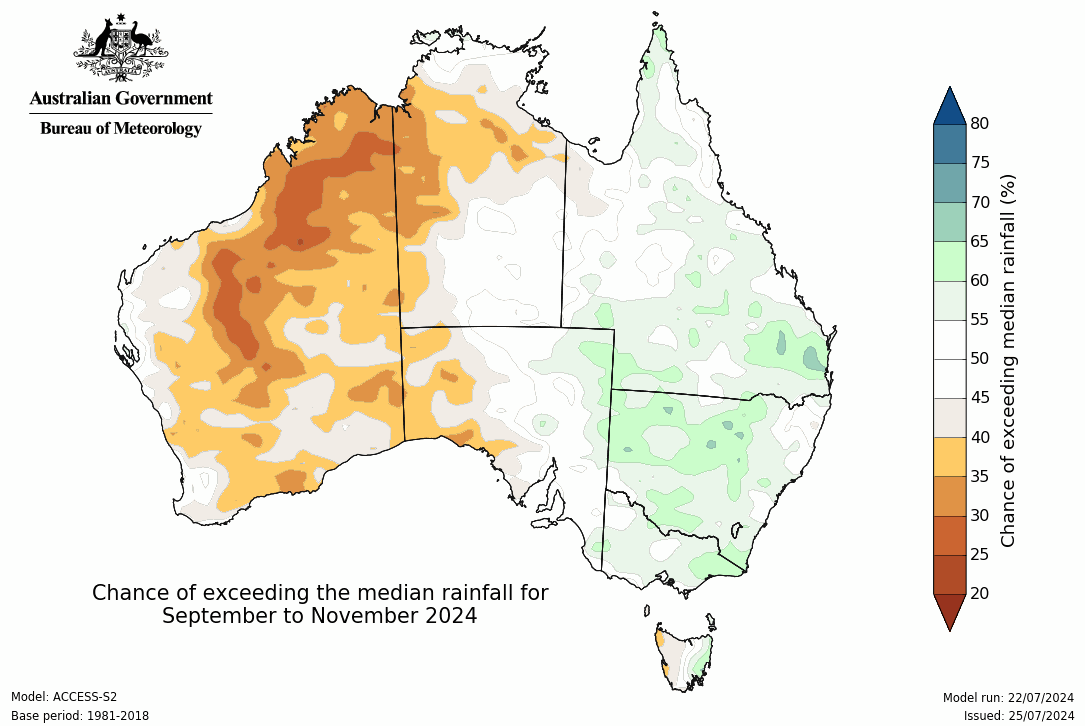 AUSTRALIA
Australian Government
Bureau of Meteorology
80
75
70
65
60
55
50
45
40
35
30
25
20
Chance of exceeding median rainfall (%)
Chance of exceeding the median rainfall for
September to November 2024
Model: ACCESS-S2
Base period: 1981-2018
Model run: 22/07/2024
Issued: 25/07/2024